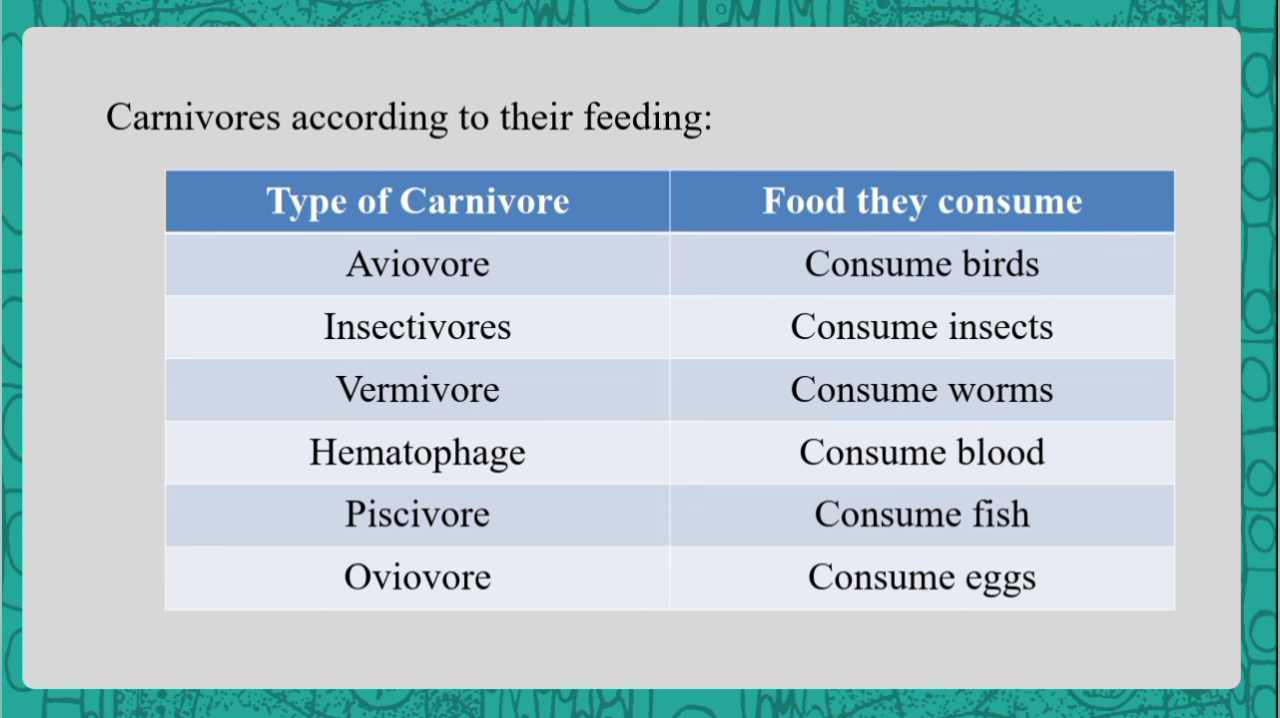 Carnivores according to their feeding:
Type of Carnivore Food they consume
Aviovore Consume birds
Insectivores Consume insects
Vermivore Consume worms
Hematophage Consume blood
Piscivore Consume fish
Oviovore Consume eggs